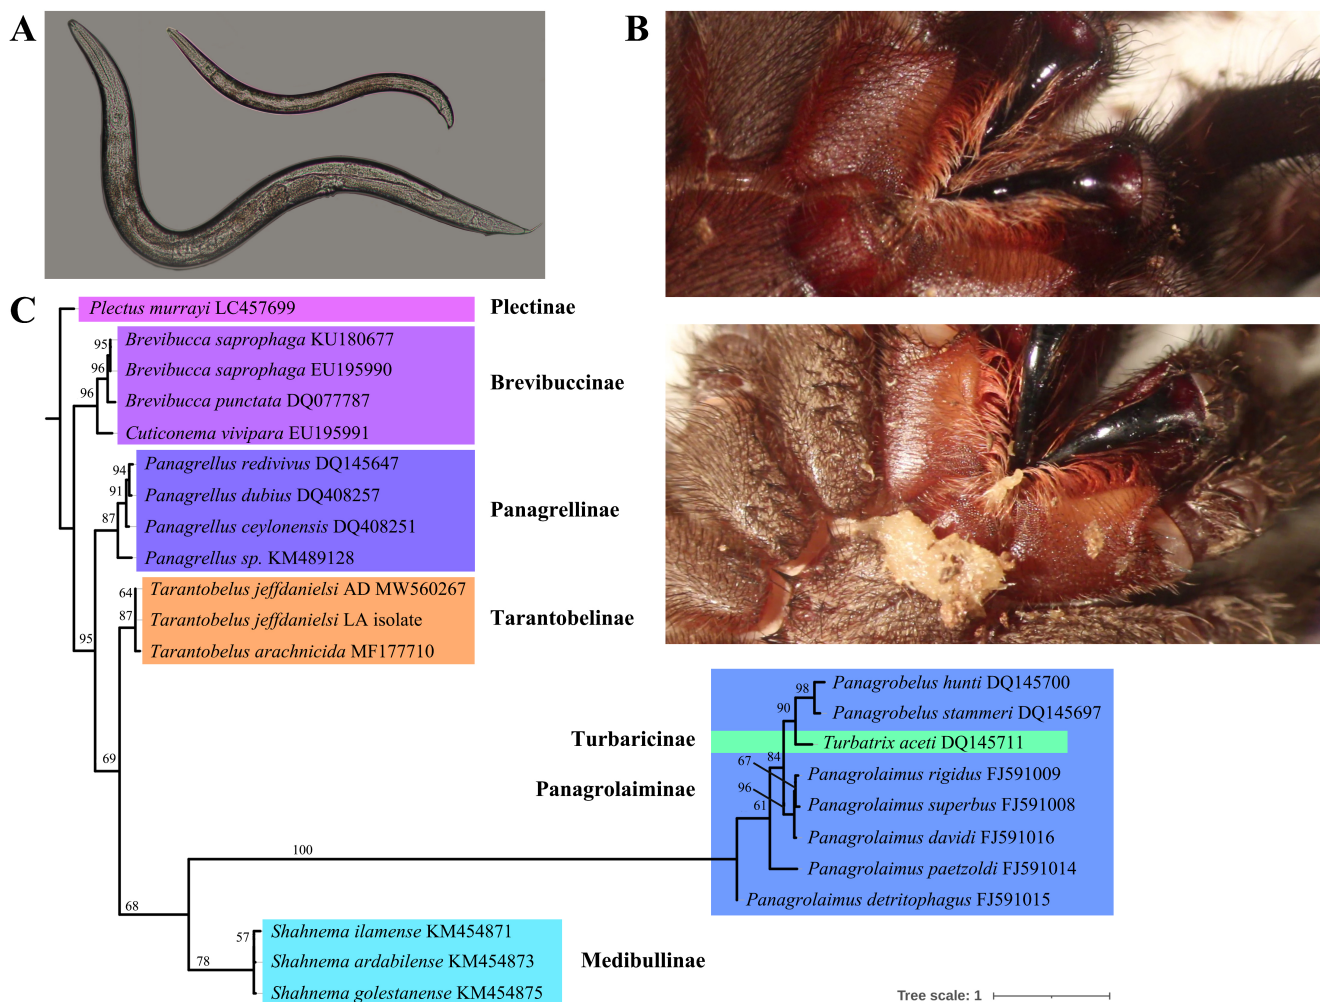 A
B
C
Plectus murrayi LC457699
Plectinae
95
Brevibucca saprophaga KU180677
96
Brevibucca saprophaga EU195990
Brevibuccinae
96
Brevibucca punctata DQ077787
Cuticonema vivipara EU195991
94
Panagrellus redivivus DQ145647
91
Panagrellus dubius DQ408257
Panagrellinae
87
Panagrellus ceylonensis DQ408251
Panagrellus sp. KM489128
64
Tarantobelus jeffdanielsi AD MW560267
87
Tarantobelus jeffdanielsi LA isolate
Tarantobelinae
95
Tarantobelus arachnicida MF177710
98
Panagrobelus hunti DQ145700
90
Panagrobelus stammeri DQ145697
Turbaricinae
Turbatrix aceti DQ145711
69
67
84
Panagrolaimus rigidus FJ591009
Panagrolaiminae
96
61
Panagrolaimus superbus FJ591008
Panagrolaimus davidi FJ591016
100
Panagrolaimus paetzoldi FJ591014
68
Panagrolaimus detritophagus FJ591015
57
Shahnema ilamense KM454871
78
Shahnema ardabilense KM454873
Medibullinae
Shahnema golestanense KM454875
Tree scale: 1